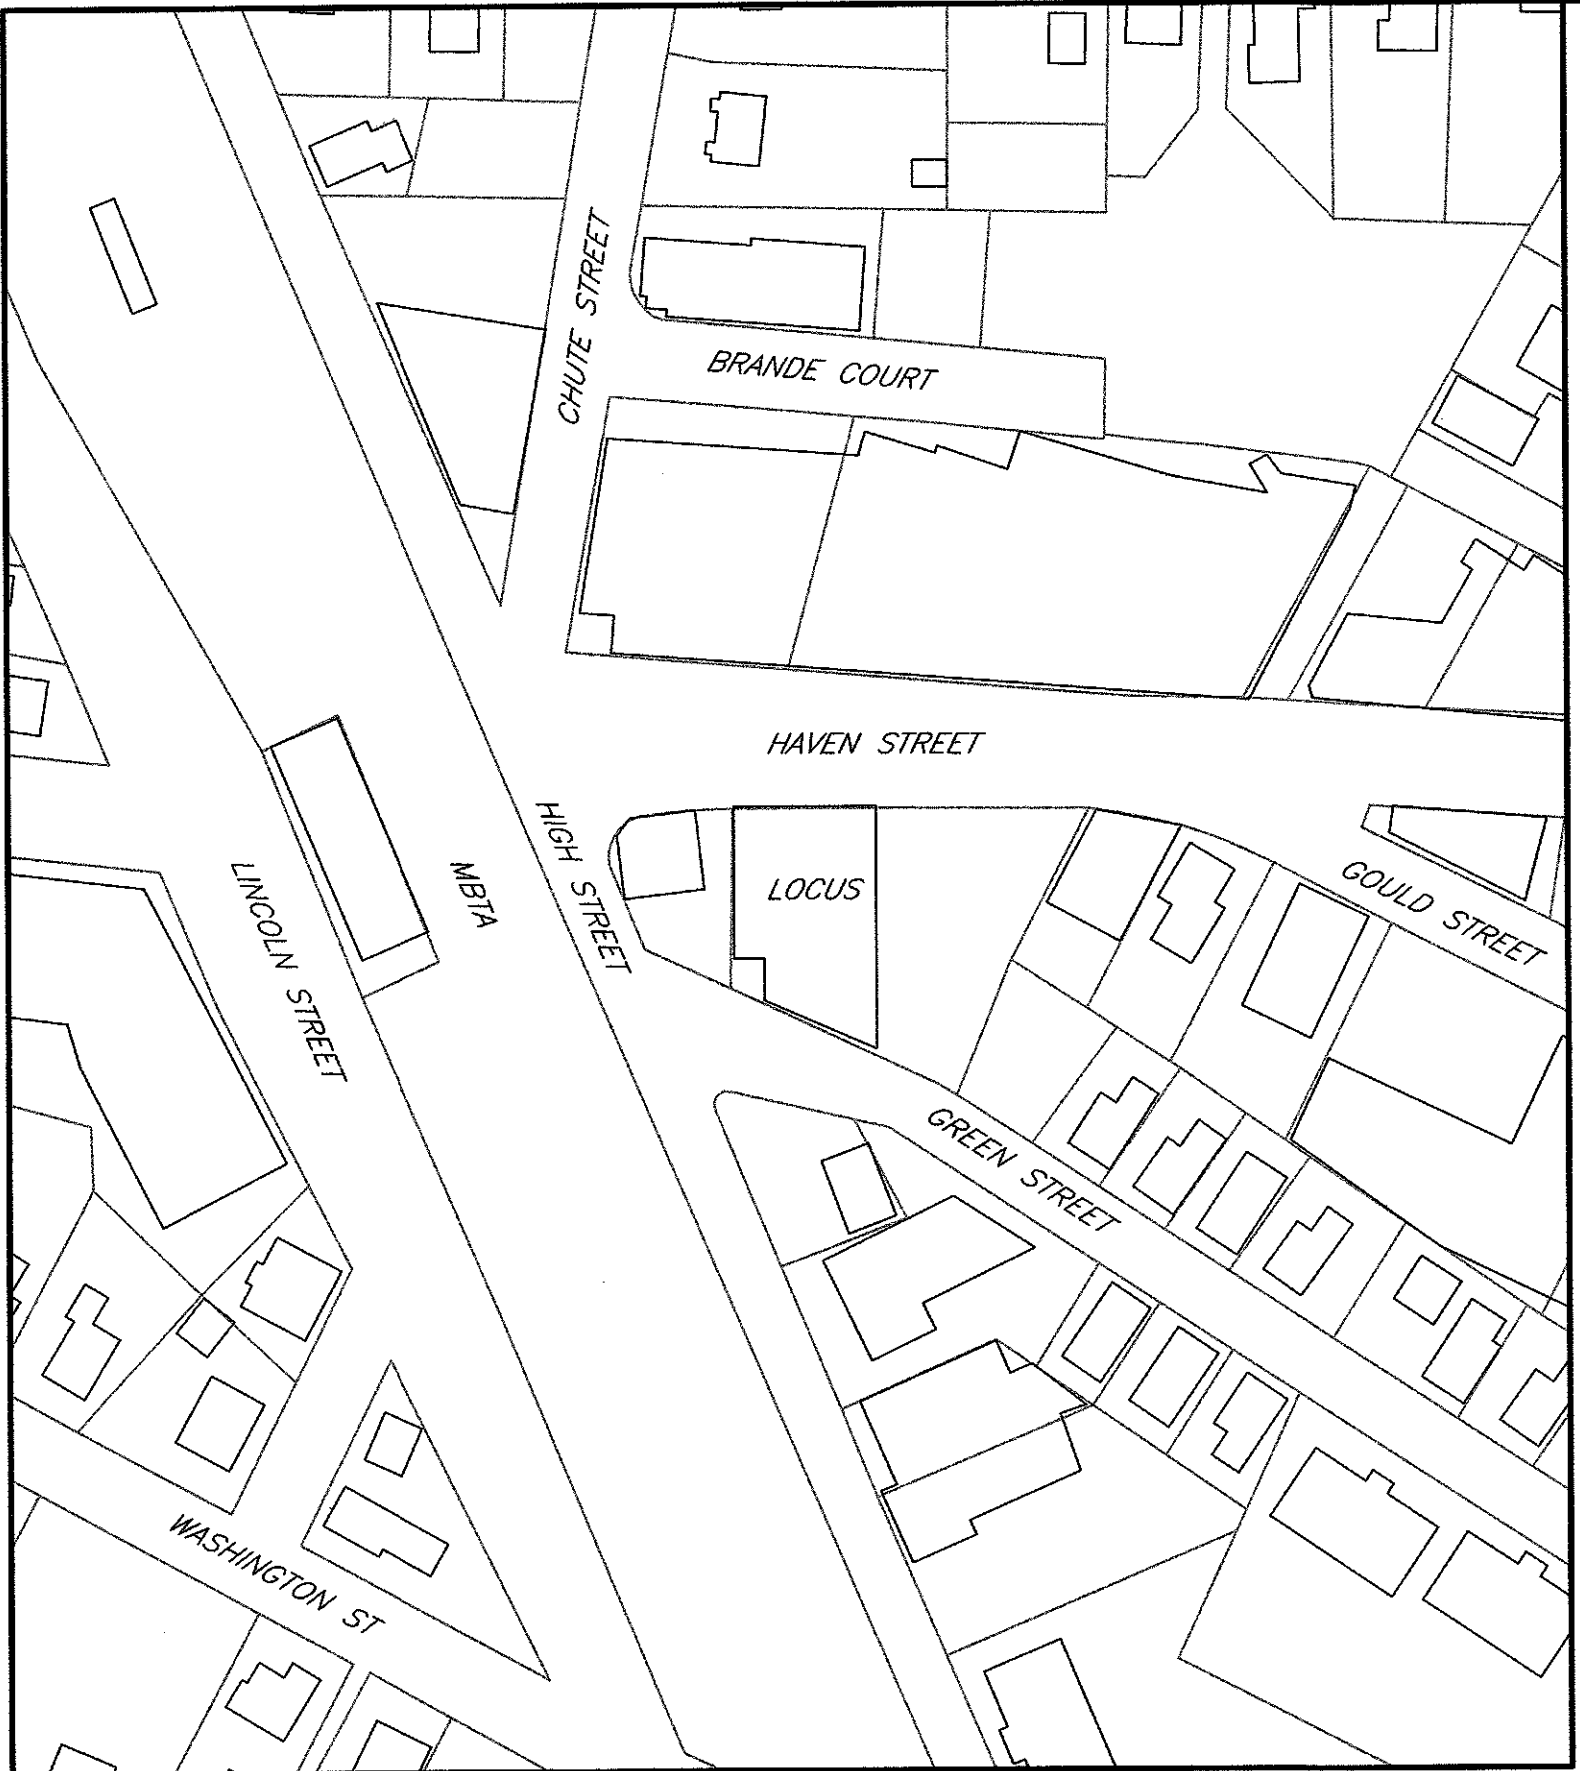 CHUTE STREET
BRANDE COURT
HAVEN STREET
HIGH STREET
LOCUS
MBTA
LINCOLN STREET
GOULD STREET
GREEN STREET
WASHINGTON ST